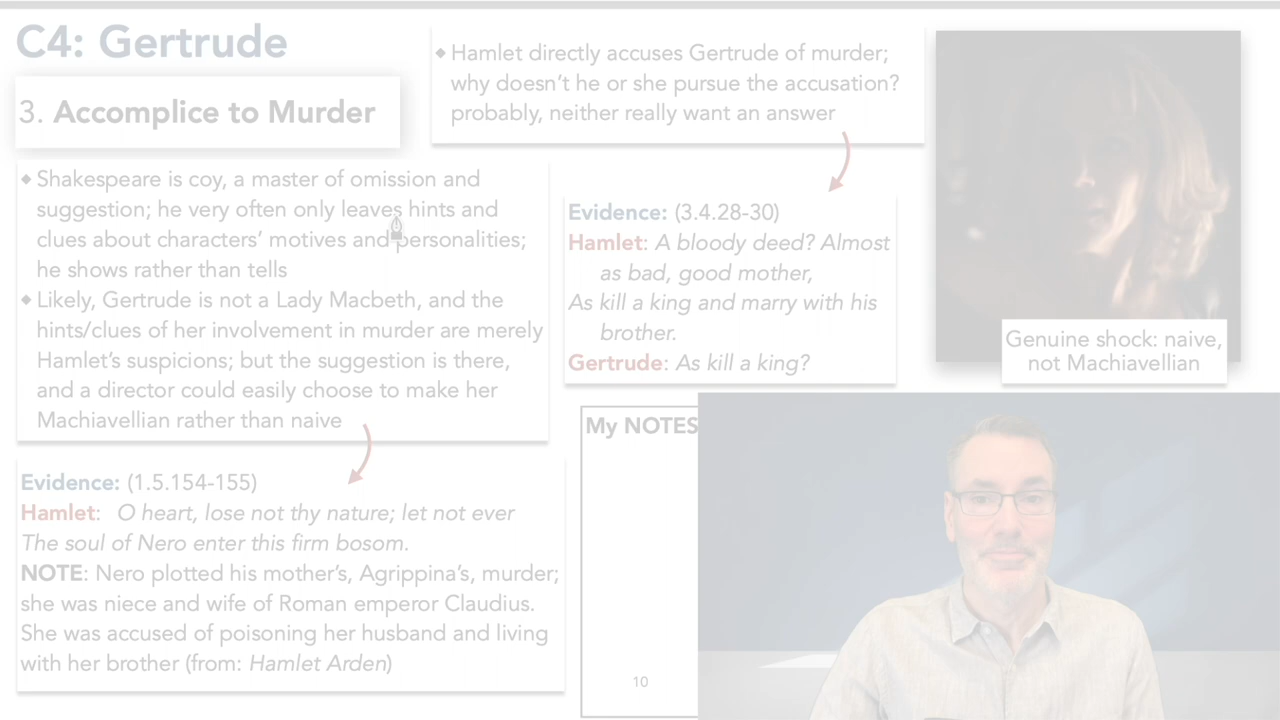 C4: Gertrude
3. Accomplice to Murder
◆ Shakespeare is coy, a master of omission and
suggestion; he very often only leaves hints and
clues about characters’ motives and personalities;
he shows rather than tells
◆ Likely, Gertrude is not a Lady Macbeth, and the
hints/clues of her involvement in murder are merely
Hamlet’s suspicions; but the suggestion is there,
and a director could easily choose to make her
Machiavellian rather than naive
Evidence: (1.5.154-155)
Hamlet: O heart, lose not thy nature; let not ever
The soul of Nero enter this firm bosom.
NOTE: Nero plotted his mother’s, Agrippina’s, murder;
she was niece and wife of Roman emperor Claudius.
She was accused of poisoning her husband and living
with her brother (from: Hamlet Arden)
◆ Hamlet directly accuses Gertrude of murder;
why doesn’t he or she pursue the accusation?
probably, neither really want an answer
Evidence: (3.4.28-30)
Hamlet: A bloody deed? Almost
as bad, good mother,
As kill a king and marry with his
brother.
Gertrude: As kill a king?
Genuine shock: naive,
not Machiavellian
My NOTES
10